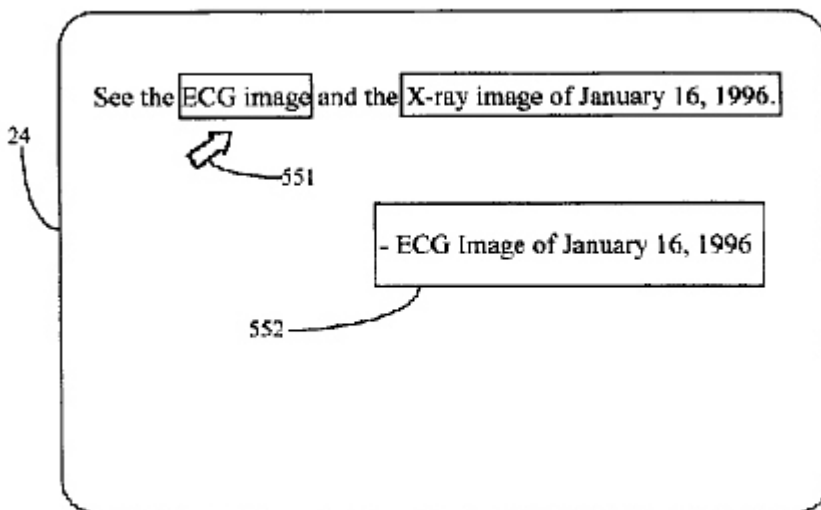 See the ECG image and the X-ray image of January 16, 1996.
24
551
- ECG Image of January 16, 1996
552